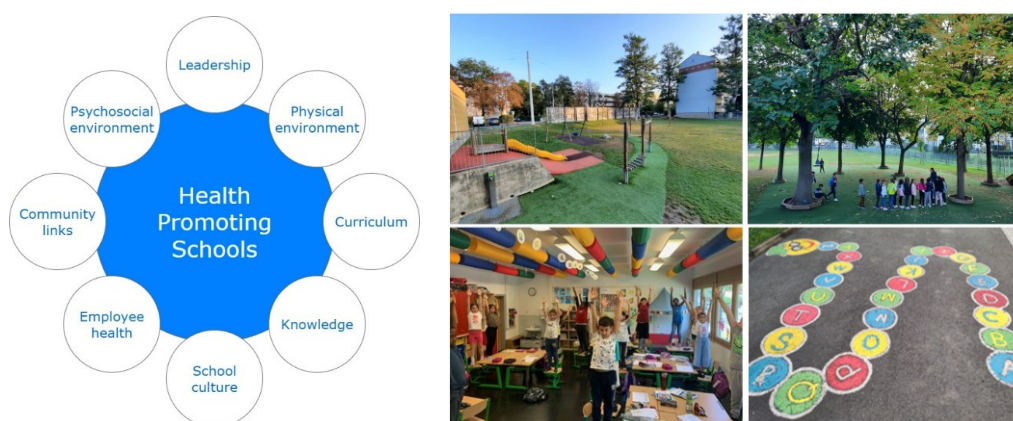 Leadership
Psychosocial
environment
Physical
environment
Health
Promoting
Schools
Community
links
Curriculum
Employee
health
Knowledge
School
culture
A B C D E K L M N O P Q R S T U V W X